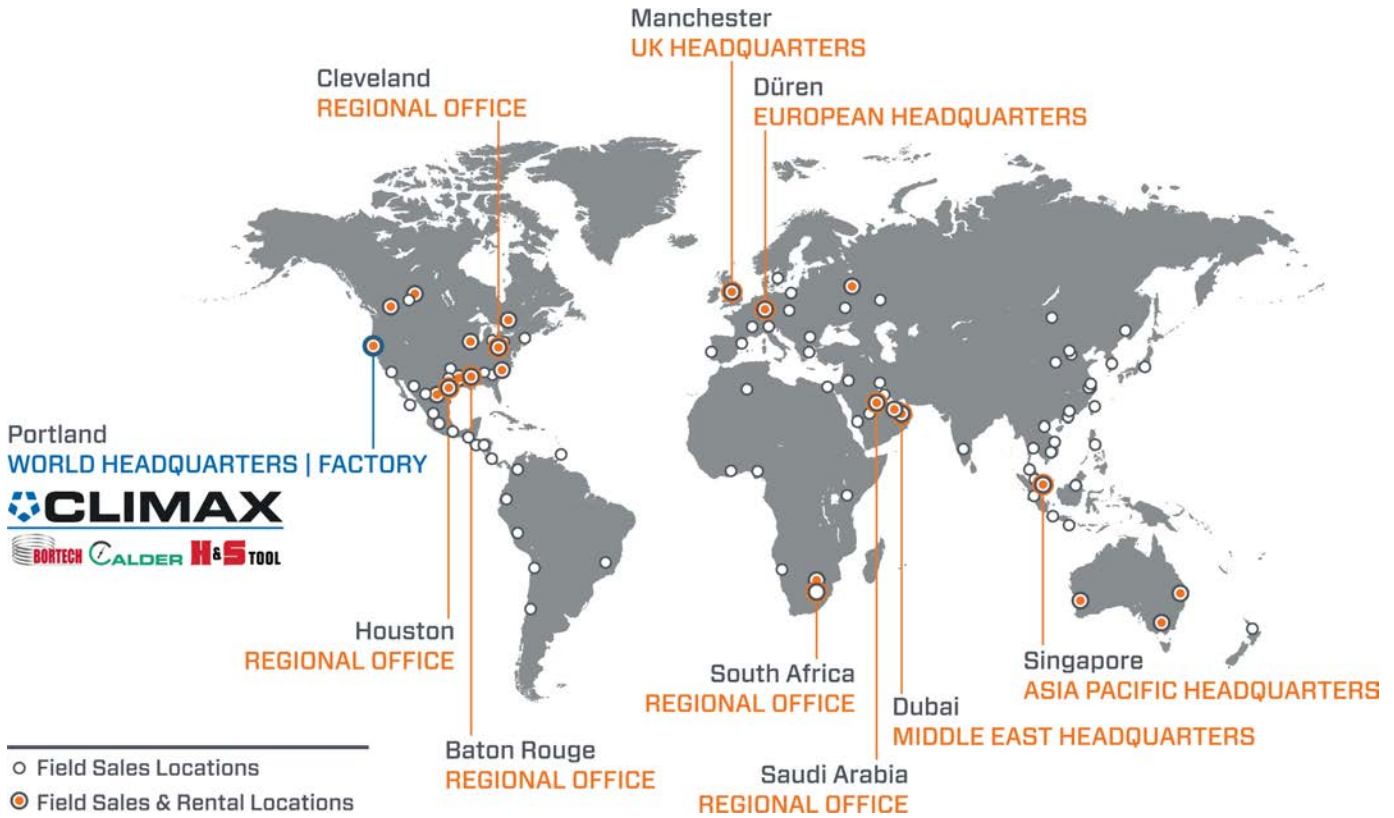 Manchester
UK HEADQUARTERS
Cleveland
REGIONAL OFFICE
Düren
EUROPEAN HEADQUARTERS
Portland
WORLD HEADQUARTERS | FACTORY
CLIMAX
BORTECH CALDER H&S TOOL
Houston
REGIONAL OFFICE
South Africa
REGIONAL OFFICE
Singapore
ASIA PACIFIC HEADQUARTERS
Dubai
MIDDLE EAST HEADQUARTERS
Baton Rouge
REGIONAL OFFICE
Saudi Arabia
REGIONAL OFFICE
Field Sales Locations
Field Sales & Rental Locations